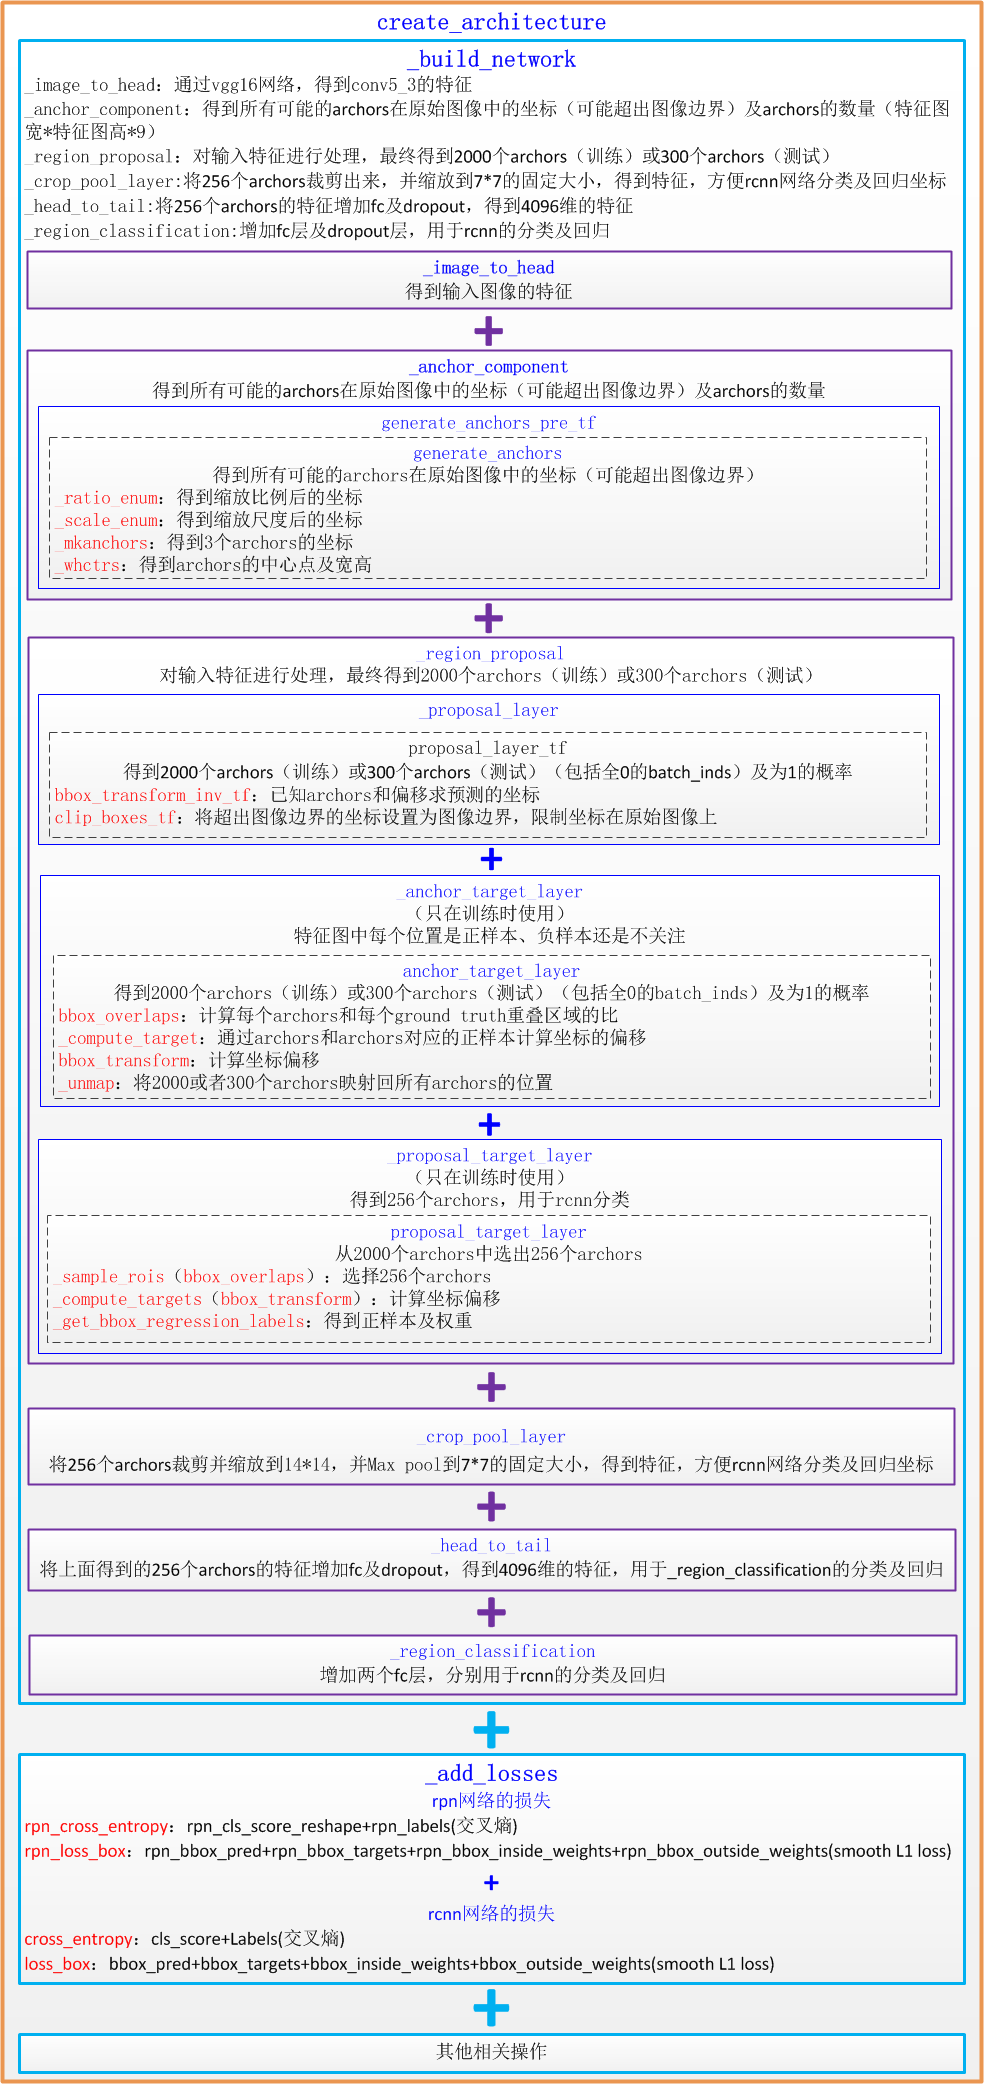 create_architecture
_build_network
_image_to_head：通过vgg16网络，得到conv5_3的特征
_anchor_component：得到所有可能的archors在原始图像中的坐标（可能超出图像边界）及archors的数量（特征图
宽*特征图高*9）
_region_proposal：对输入特征进行处理，最终得到2000个archors（训练）或300个archors（测试）
_crop_pool_layer:将256个archors裁剪出来，并缩放到7*7的固定大小，得到特征，方便rcnn网络分类及回归坐标
_head_to_tail:将256个archors的特征增加fc及dropout，得到4096维的特征
_region_classification:增加fc层及dropout层，用于rcnn的分类及回归
_image_to_head
得到输入图像的特征
_anchor_component
得到所有可能的archors在原始图像中的坐标（可能超出图像边界）及archors的数量
generate_anchors_pre_tf
generate_anchors
得到所有可能的archors在原始图像中的坐标（可能超出图像边界）
_ratio_enum：得到缩放比例后的坐标
_scale_enum：得到缩放尺度后的坐标
_mkanchors：得到3个archors的坐标
_whctrs：得到archors的中心点及宽高
_region_proposal
对输入特征进行处理，最终得到2000个archors（训练）或300个archors（测试）
_proposal_layer
proposal_layer_tf
得到2000个archors（训练）或300个archors（测试）（包括全0的batch_inds）及为1的概率
bbox_transform_inv_tf：已知archors和偏移求预测的坐标
clip_boxes_tf：将超出图像边界的坐标设置为图像边界，限制坐标在原始图像上
_anchor_target_layer
（只在训练时使用）
特征图中每个位置是正样本、负样本还是不关注
anchor_target_layer
得到2000个archors（训练）或300个archors（测试）（包括全0的batch_inds）及为1的概率
bbox_overlaps：计算每个archors和每个ground truth重叠区域的比
_compute_target：通过archors和archors对应的正样本计算坐标的偏移
bbox_transform：计算坐标偏移
_unmap：将2000或者300个archors映射回所有archors的位置
_proposal_target_layer
（只在训练时使用）
得到256个archors，用于rcnn分类
proposal_target_layer
从2000个archors中选出256个archors
_sample_rois（bbox_overlaps）：选择256个archors
_compute_targets（bbox_transform）：计算坐标偏移
_get_bbox_regression_labels：得到正样本及权重
_crop_pool_layer
将256个archors裁剪并缩放到14*14，并Max pool到7*7的固定大小，得到特征，方便rcnn网络分类及回归坐标
_head_to_tail
将上面得到的256个archors的特征增加fc及dropout，得到4096维的特征，用于_region_classification的分类及回归
_region_classification
增加两个fc层，分别用于rcnn的分类及回归
_add_losses
rpn网络的损失
rpn_cross_entropy：rpn_cls_score_reshape+rpn_labels(交叉熵)
rpn_loss_box：rpn_bbox_pred+rpn_bbox_targets+rpn_bbox_inside_weights+rpn_bbox_outside_weights(smooth L1 loss)
+
rcnn网络的损失
cross_entropy：cls_score+Labels(交叉熵)
loss_box：bbox_pred+bbox_targets+bbox_inside_weights+bbox_outside_weights(smooth L1 loss)
其他相关操作